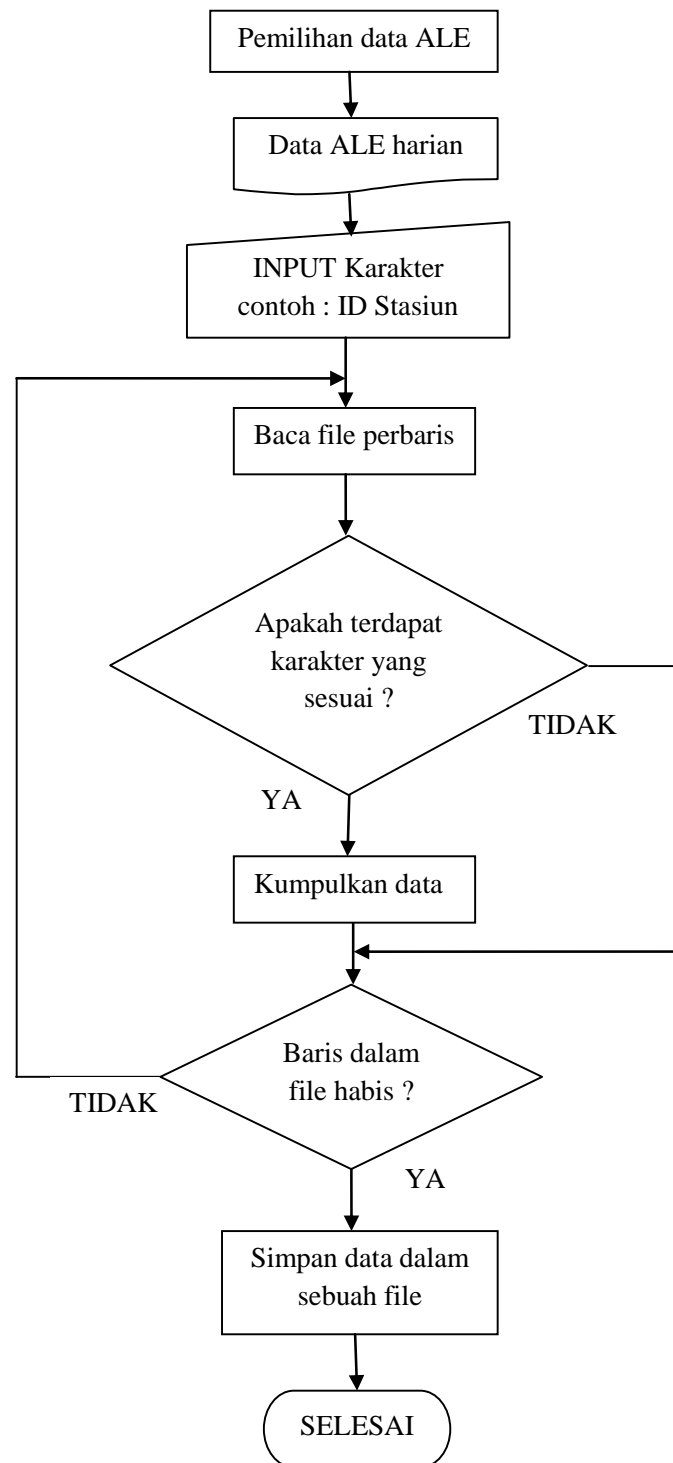 Pemilihan data ALE
Data ALE harian
INPUT Karakter
contoh : ID Stasiun
Baca file perbaris
Apakah terdapat
karakter yang
sesuai ?
TIDAK
YA
Kumpulkan data
Baris dalam
file habis ?
TIDAK
YA
Simpan data dalam
sebuah file
SELESAI